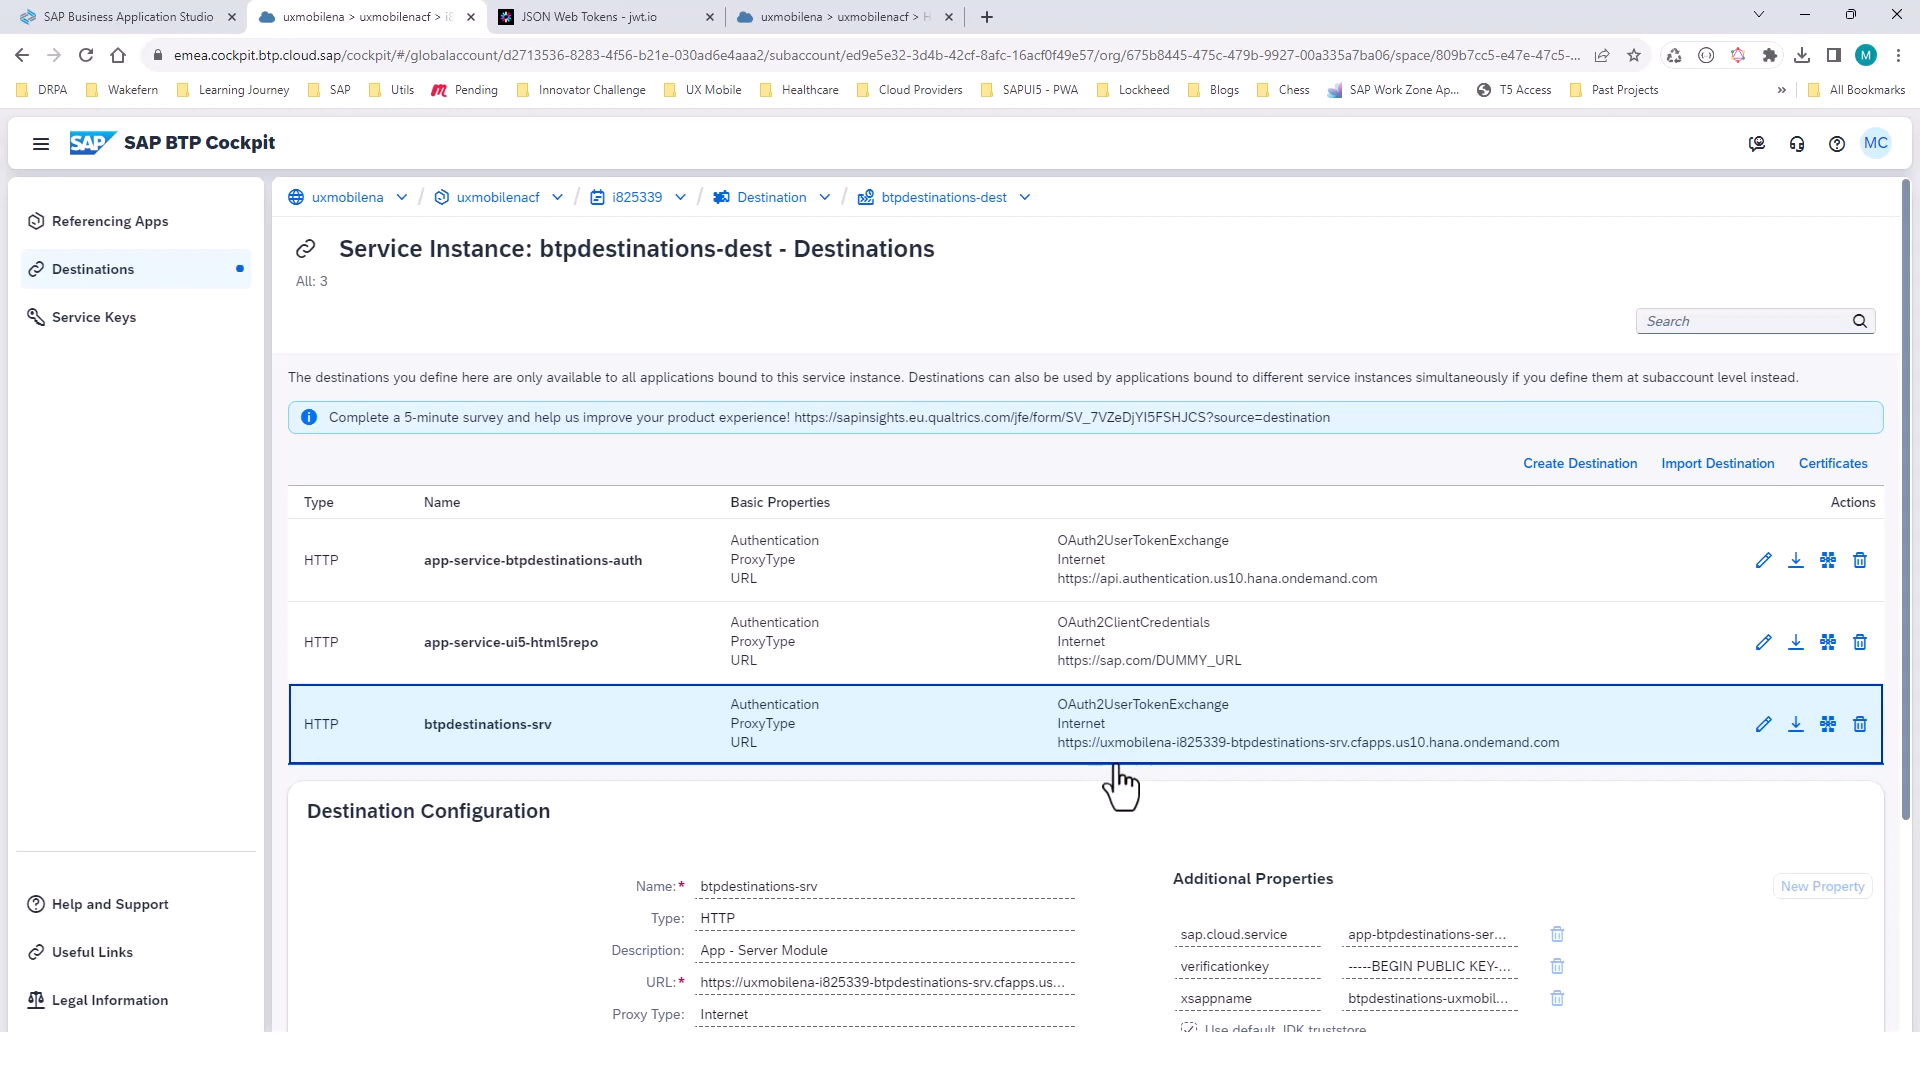 SAP Business Application Studio
uxmobilena > uxmobilenacf > i8
JSON Web Tokens - jwt.io
uxmobilena > uxmobilenacf > H
emea.cockpit.btp.cloud.sap/cockpit/#/globalaccount/d2713536-8283-4f56-b21e-030ad6e4aaa2/subaccount/ed9e5e32-3d4b-42cf-8afc-16acf0f49e57/org/675b8445-475c-479b-9927-00a335a7ba06/space/809b7cc5-e47e-47c5-...
M
DRPA
Wakefern
Learning Journey
SAP
Utils
Pending
Innovator Challenge
UX Mobile
Healthcare
Cloud Providers
SAPUI5 - PWA
Lockheed
Blogs
Chess
SAP Work Zone Ap...
T5 Access
Past Projects
»
All Bookmarks
SAP
SAP BTP Cockpit
MC
Referencing Apps
Destinations
Service Keys
Help and Support
Useful Links
Legal Information
uxmobilena / uxmobilenacf / i825339 / Destination / btpdestinations-dest
Service Instance: btpdestinations-dest - Destinations
All: 3
Search
The destinations you define here are only available to all applications bound to this service instance. Destinations can also be used by applications bound to different service instances simultaneously if you define them at subaccount level instead.
Complete a 5-minute survey and help us improve your product experience! https://sapinsights.eu.qualtrics.com/jfe/form/SV_7VZeDjYI5FSHJCS?source=destination
Create Destination
Import Destination
Certificates
Type Name Basic Properties Actions
HTTP
app-service-btpdestinations-auth
Authentication OAuth2UserTokenExchange
ProxyType Internet
URL https://api.authentication.us10.hana.ondemand.com
HTTP
app-service-ui5-html5repo
Authentication OAuth2ClientCredentials
ProxyType Internet
URL https://sap.com/DUMMY_URL
HTTP
btpdestinations-srv
Authentication OAuth2UserTokenExchange
ProxyType Internet
URL https://uxmobilena-i825339-btpdestinations-srv.cfapps.us10.hana.ondemand.com
Destination Configuration
Name:* btpdestinations-srv
Type: HTTP
Description: App - Server Module
URL:* https://uxmobilena-i825339-btpdestinations-srv.cfapps.us...
Proxy Type: Internet
Additional Properties
New Property
sap.cloud.service app-btpdestinations-ser...
verificationkey -----BEGIN PUBLIC KEY-...
xsappname btpdestinations-uxmobil...
Use default JDK truststore